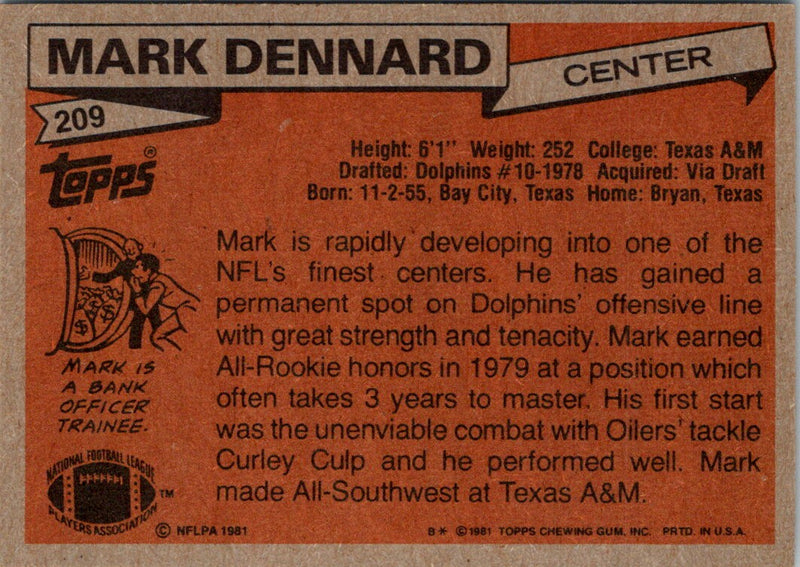 MARK DENNARD
CENTER
209
Topps®
Height: 6'1" Weight: 252 College: Texas A&M
Drafted: Dolphins #10-1978 Acquired: Via Draft
Born: 11-2-55, Bay City, Texas Home: Bryan, Texas
Mark is rapidly developing into one of the
NFL's finest centers. He has gained a
permanent spot on Dolphins' offensive line
with great strength and tenacity. Mark earned
All-Rookie honors in 1979 at a position which
often takes 3 years to master. His first start
was the unenviable combat with Oilers' tackle
Curley Culp and he performed well. Mark
made All-Southwest at Texas A&M.
$ $ $
MARK IS
A BANK
OFFICER
TRAINEE.
NATIONAL FOOTBALL LEAGUE
PLAYERS ASSOCIATION
TM
© NFLPA 1981
B* ©1981 TOPPS CHEWING GUM, INC. PRTD. IN U.S.A.